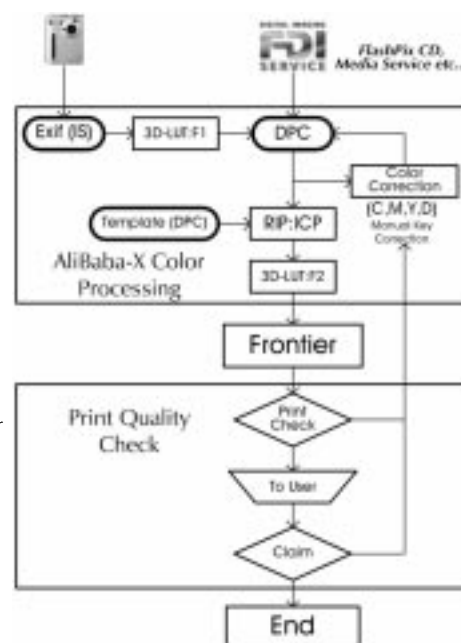 DIGITAL IMAGING
FDI
SERVICE
FlashPix CD,
Media Service etc..
Exif (IS)
3D-LUT:F1
DPC
Color
Correction
(C,M,Y,D)
Manual Key
Correction
Template (DPC)
RIP:ICP
AliBaba-X Color
Processing
3D-LUT:F2
Frontier
Print Quality
Check
Print
Check
To User
Claim
End